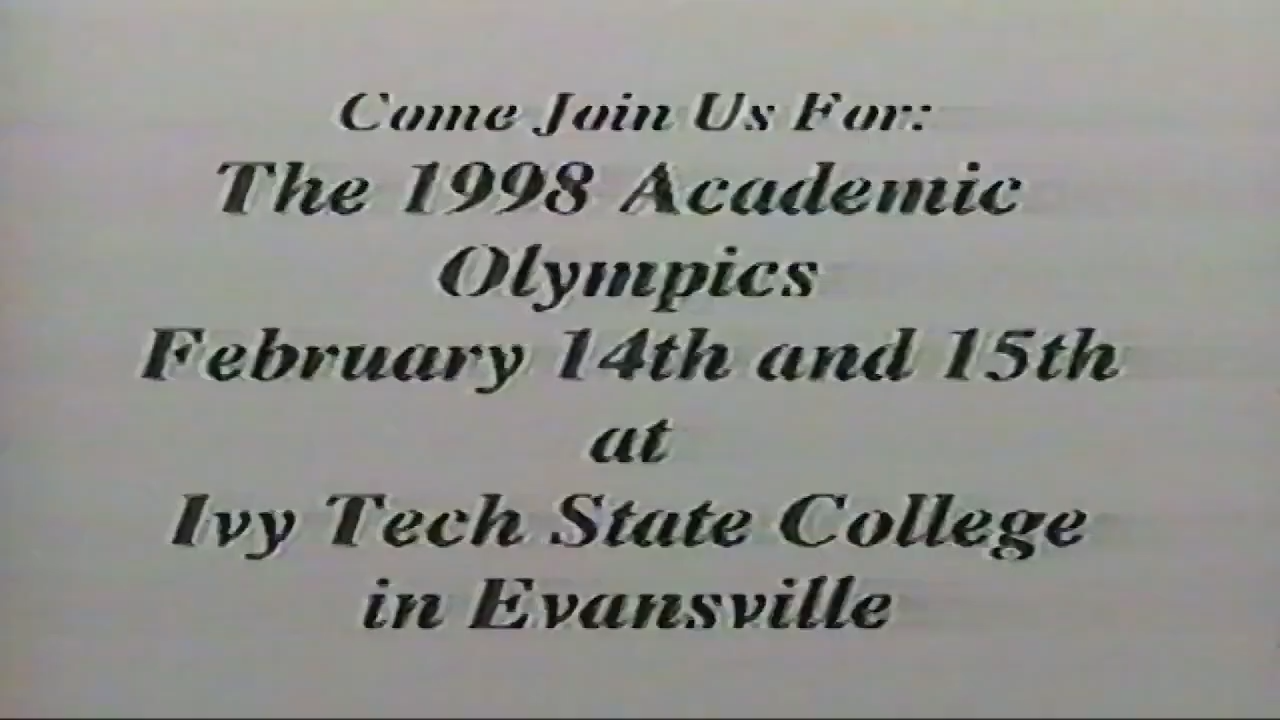 Come Join Us For:
The 1998 Academic
Olympics
February 14th and 15th
at
Ivy Tech State College
in Evansville